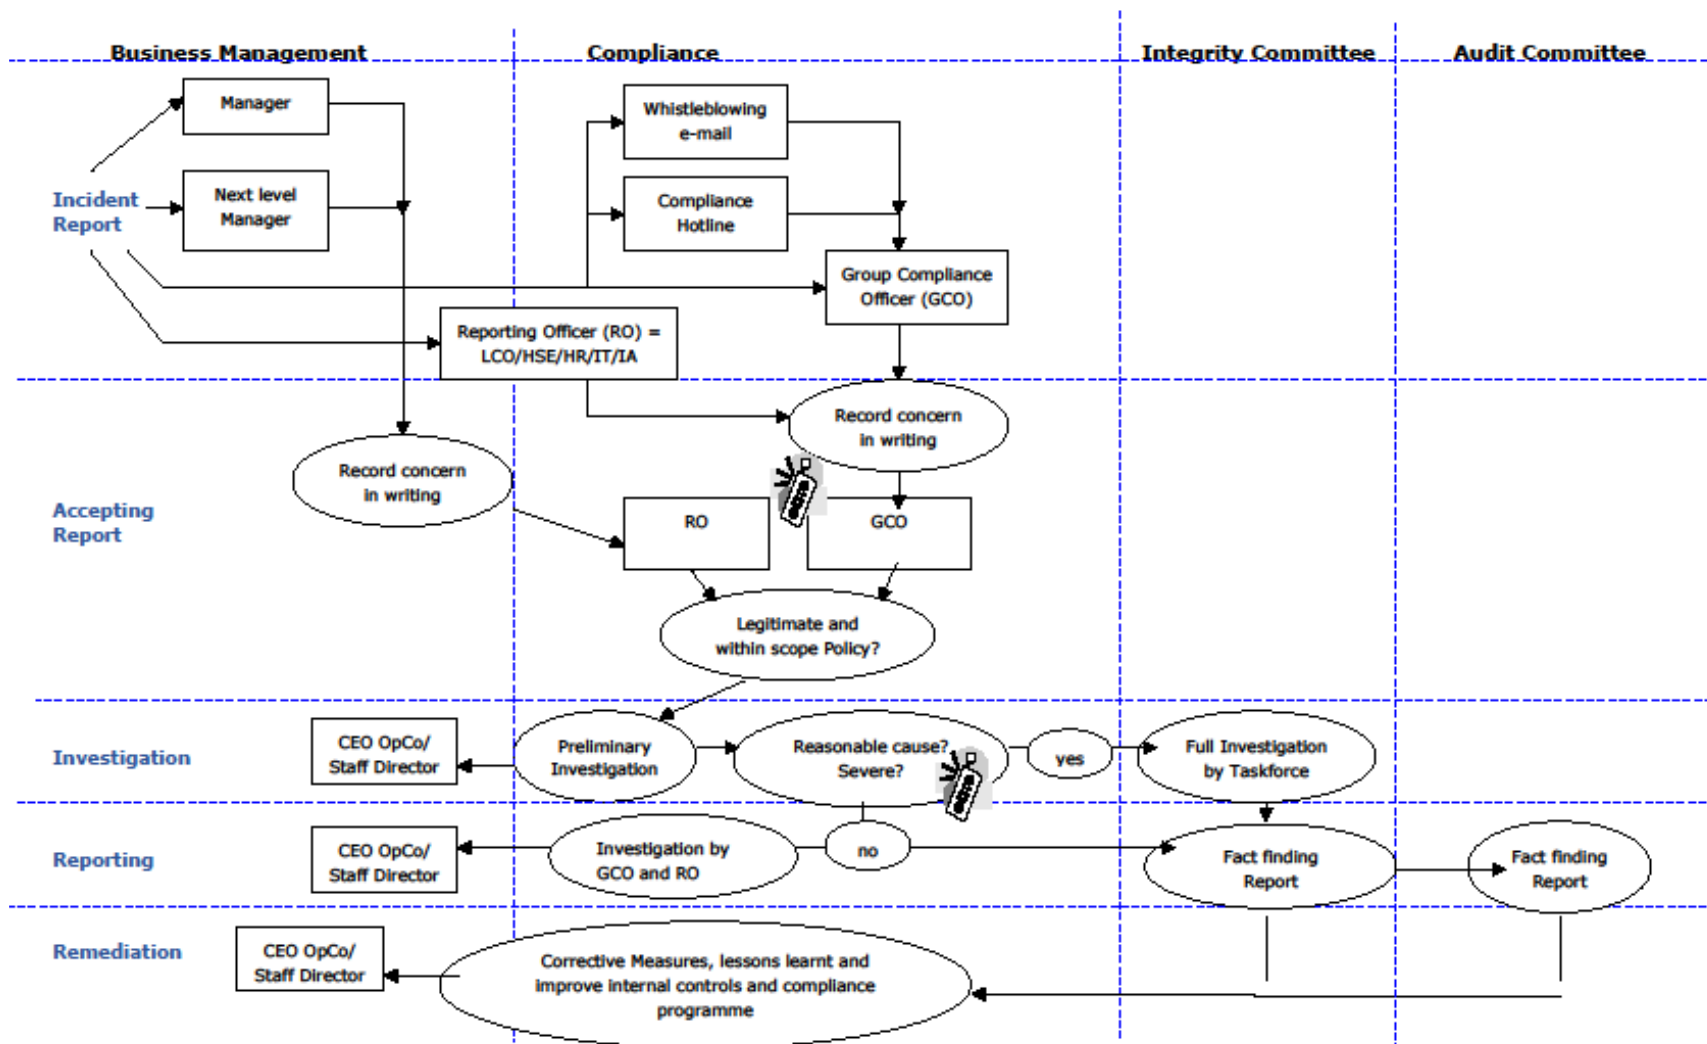 Business Management
Compliance
Integrity Committee
Audit Committee
Manager
Whistleblowing
e-mail
Incident
Report
Next level
Manager
Compliance
Hotline
Group Compliance
Officer (GCO)
Reporting Officer (RO) =
LCO/HSE/HR/IT/IA
Record concern
in writing
Record concern
in writing
Accepting
Report
RO
GCO
Legitimate and
within scope Policy?
Investigation
CEO OpCo/
Staff Director
Preliminary
Investigation
Reasonable cause?
Severe?
yes
Full Investigation
by Taskforce
Reporting
CEO OpCo/
Staff Director
Investigation by
GCO and RO
no
Fact finding
Report
Fact finding
Report
Remediation
CEO OpCo/
Staff Director
Corrective Measures, lessons learnt and
improve internal controls and compliance
programme